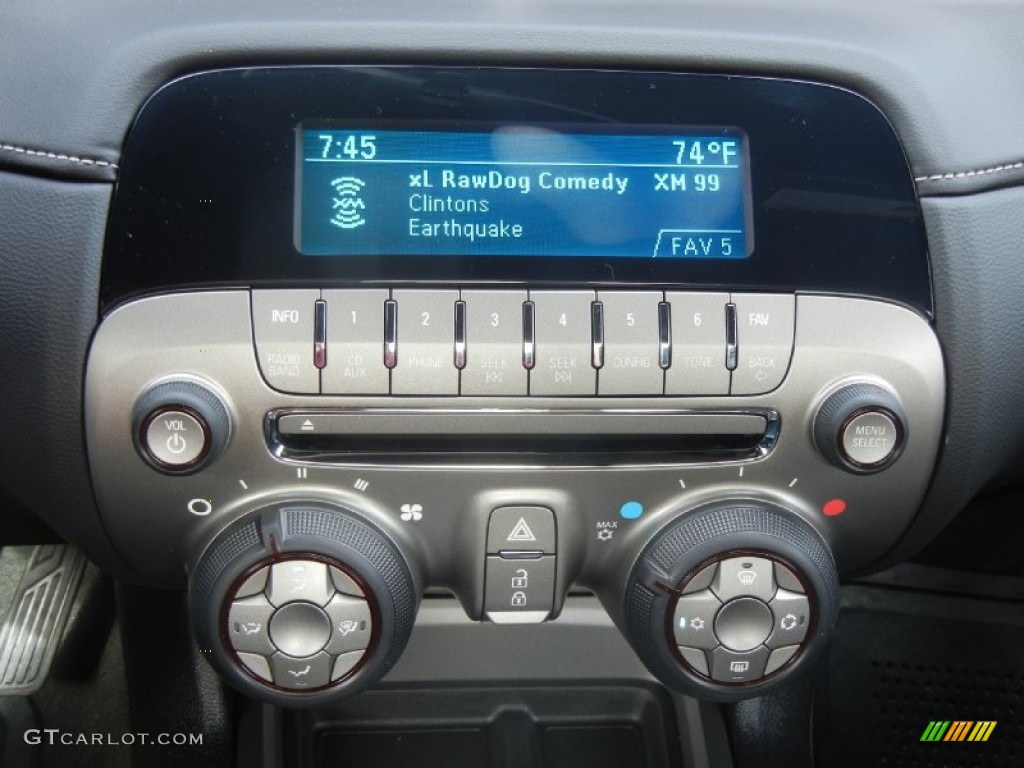 7:45 74°F
xL RawDog Comedy XM 99
XM Clintons
Earthquake
FAV 5
INFO 1 2 3 4 5 6 FAV
RADIO BAND CD AUX PHONE SEEK SEEK CONFIG TONE BACK
VOL
MENU SELECT
MAX
GTCARLOT.COM